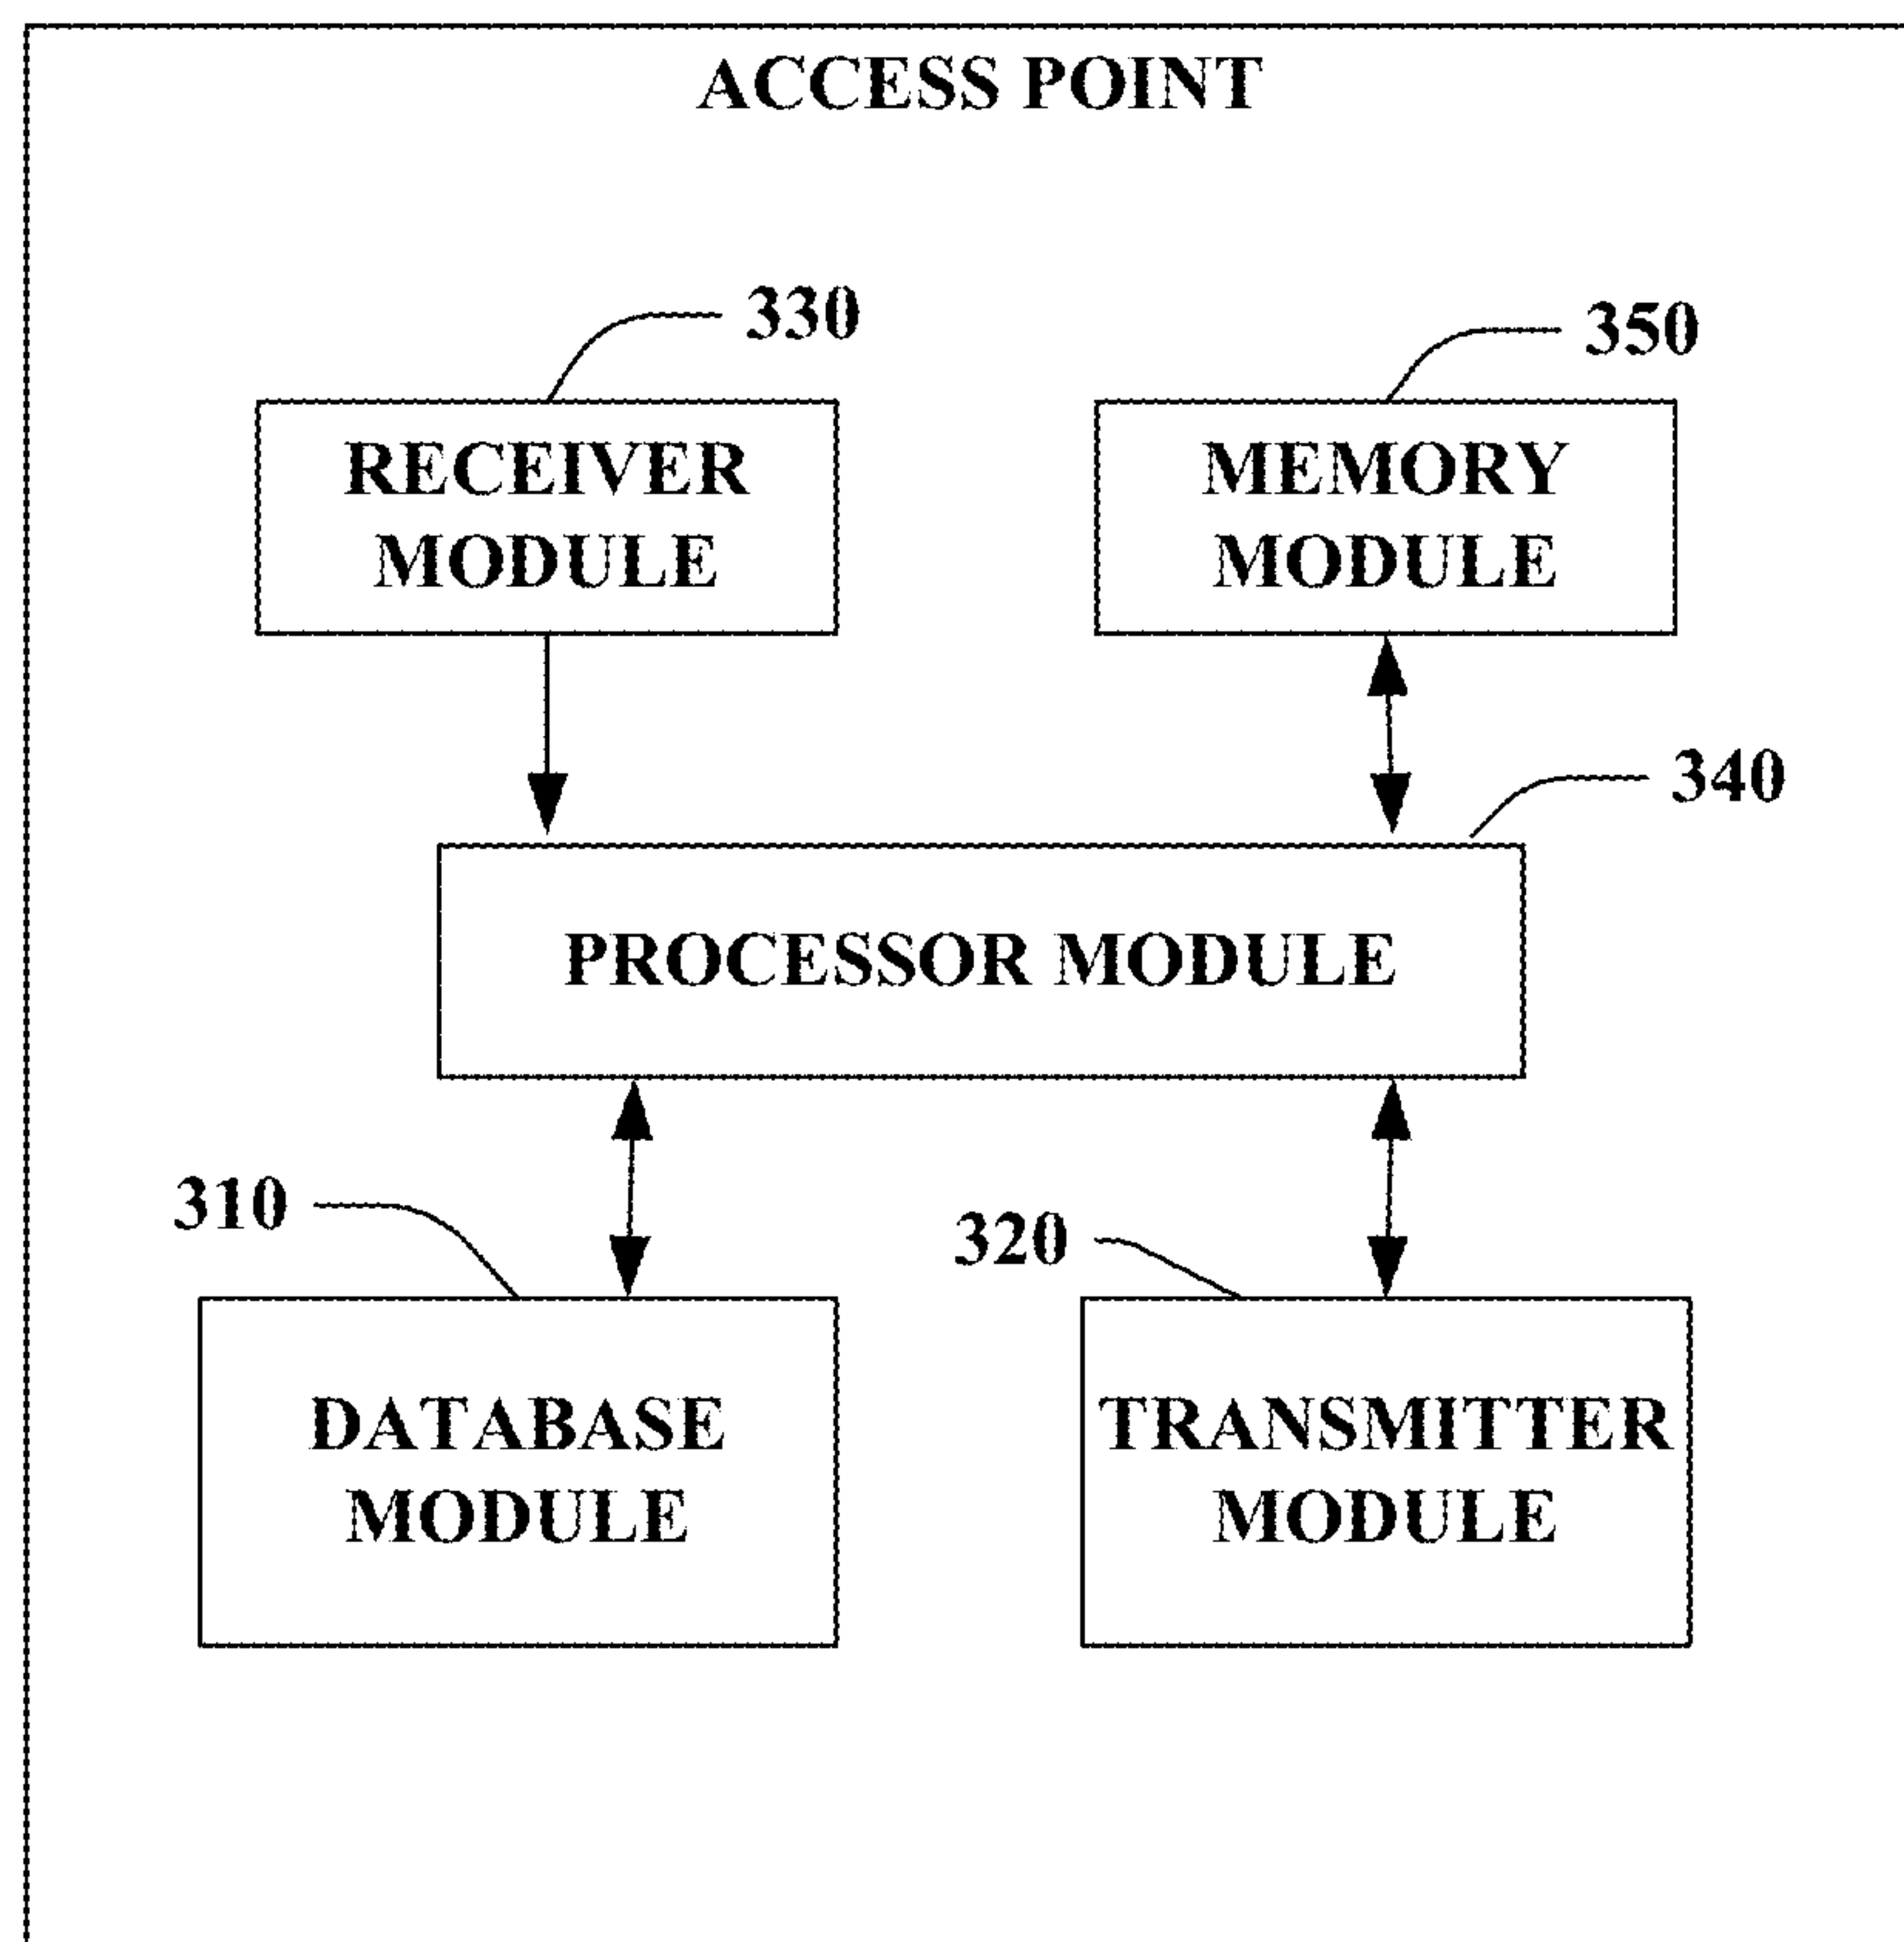 ACCESS POINT
330
350
RECEIVER
MODULE
MEMORY
MODULE
340
PROCESSOR MODULE
310
320
DATABASE
MODULE
TRANSMITTER
MODULE